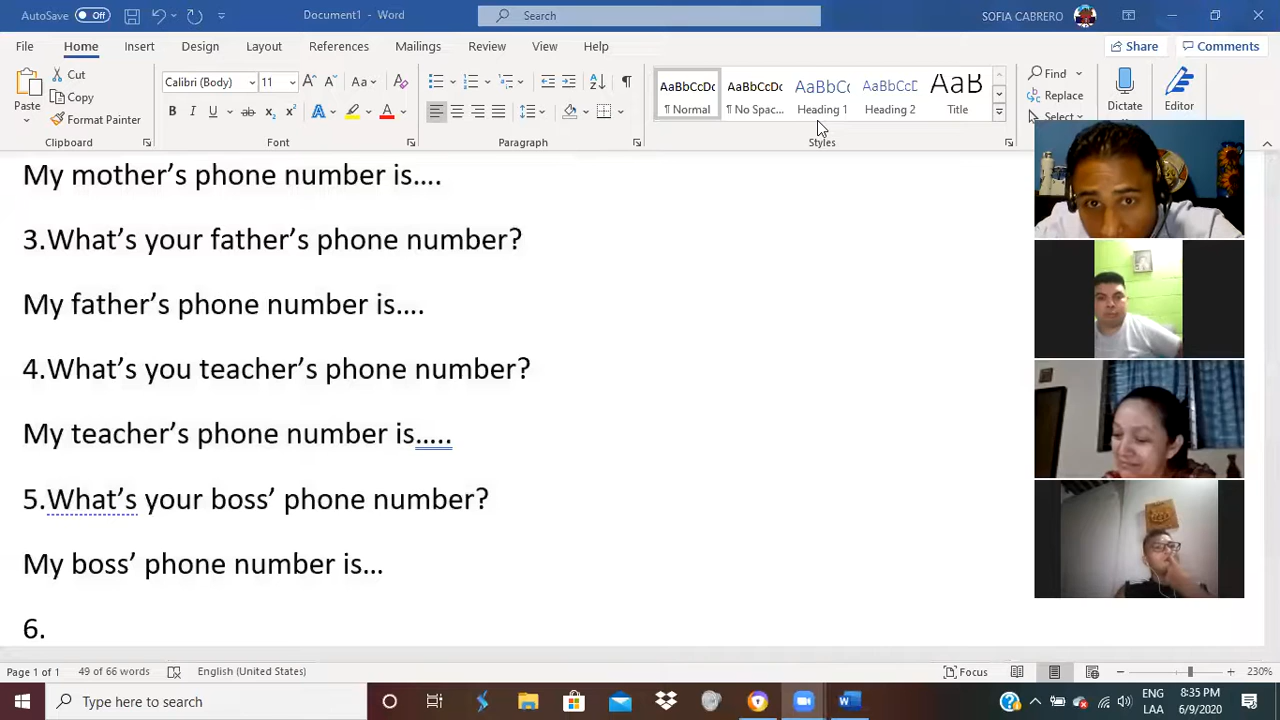 AutoSave Off Document1 - Word Search SOFIA CABRERO
File Home Insert Design Layout References Mailings Review View Help Share Comments
Paste Cut Copy Format Painter Clipboard
Calibri (Body) 11 Aa Font
Paragraph
AaBbCcDc AaBbCcDc AaBbCc AaBbCcC AaB
¶ Normal ¶ No Spac... Heading 1 Heading 2 Title
Styles
Find Replace Select
Dictate Editor
My mother’s phone number is….
3.What’s your father’s phone number?
My father’s phone number is….
4.What’s you teacher’s phone number?
My teacher’s phone number is…..
5.What’s your boss’ phone number?
My boss’ phone number is…
6.
Page 1 of 1 49 of 66 words English (United States) Focus 230%
Type here to search ENG LAA 8:35 PM 6/9/2020